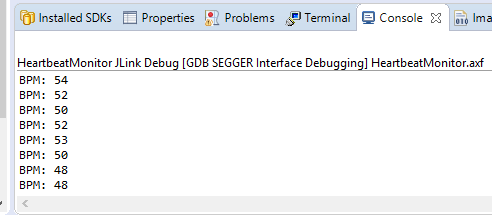 Installed SDKs Properties Problems Terminal Console Ima
HeartbeatMonitor JLink Debug [GDB SEGGER Interface Debugging] HeartbeatMonitor.axf
BPM: 54
BPM: 52
BPM: 50
BPM: 52
BPM: 53
BPM: 50
BPM: 48
BPM: 48